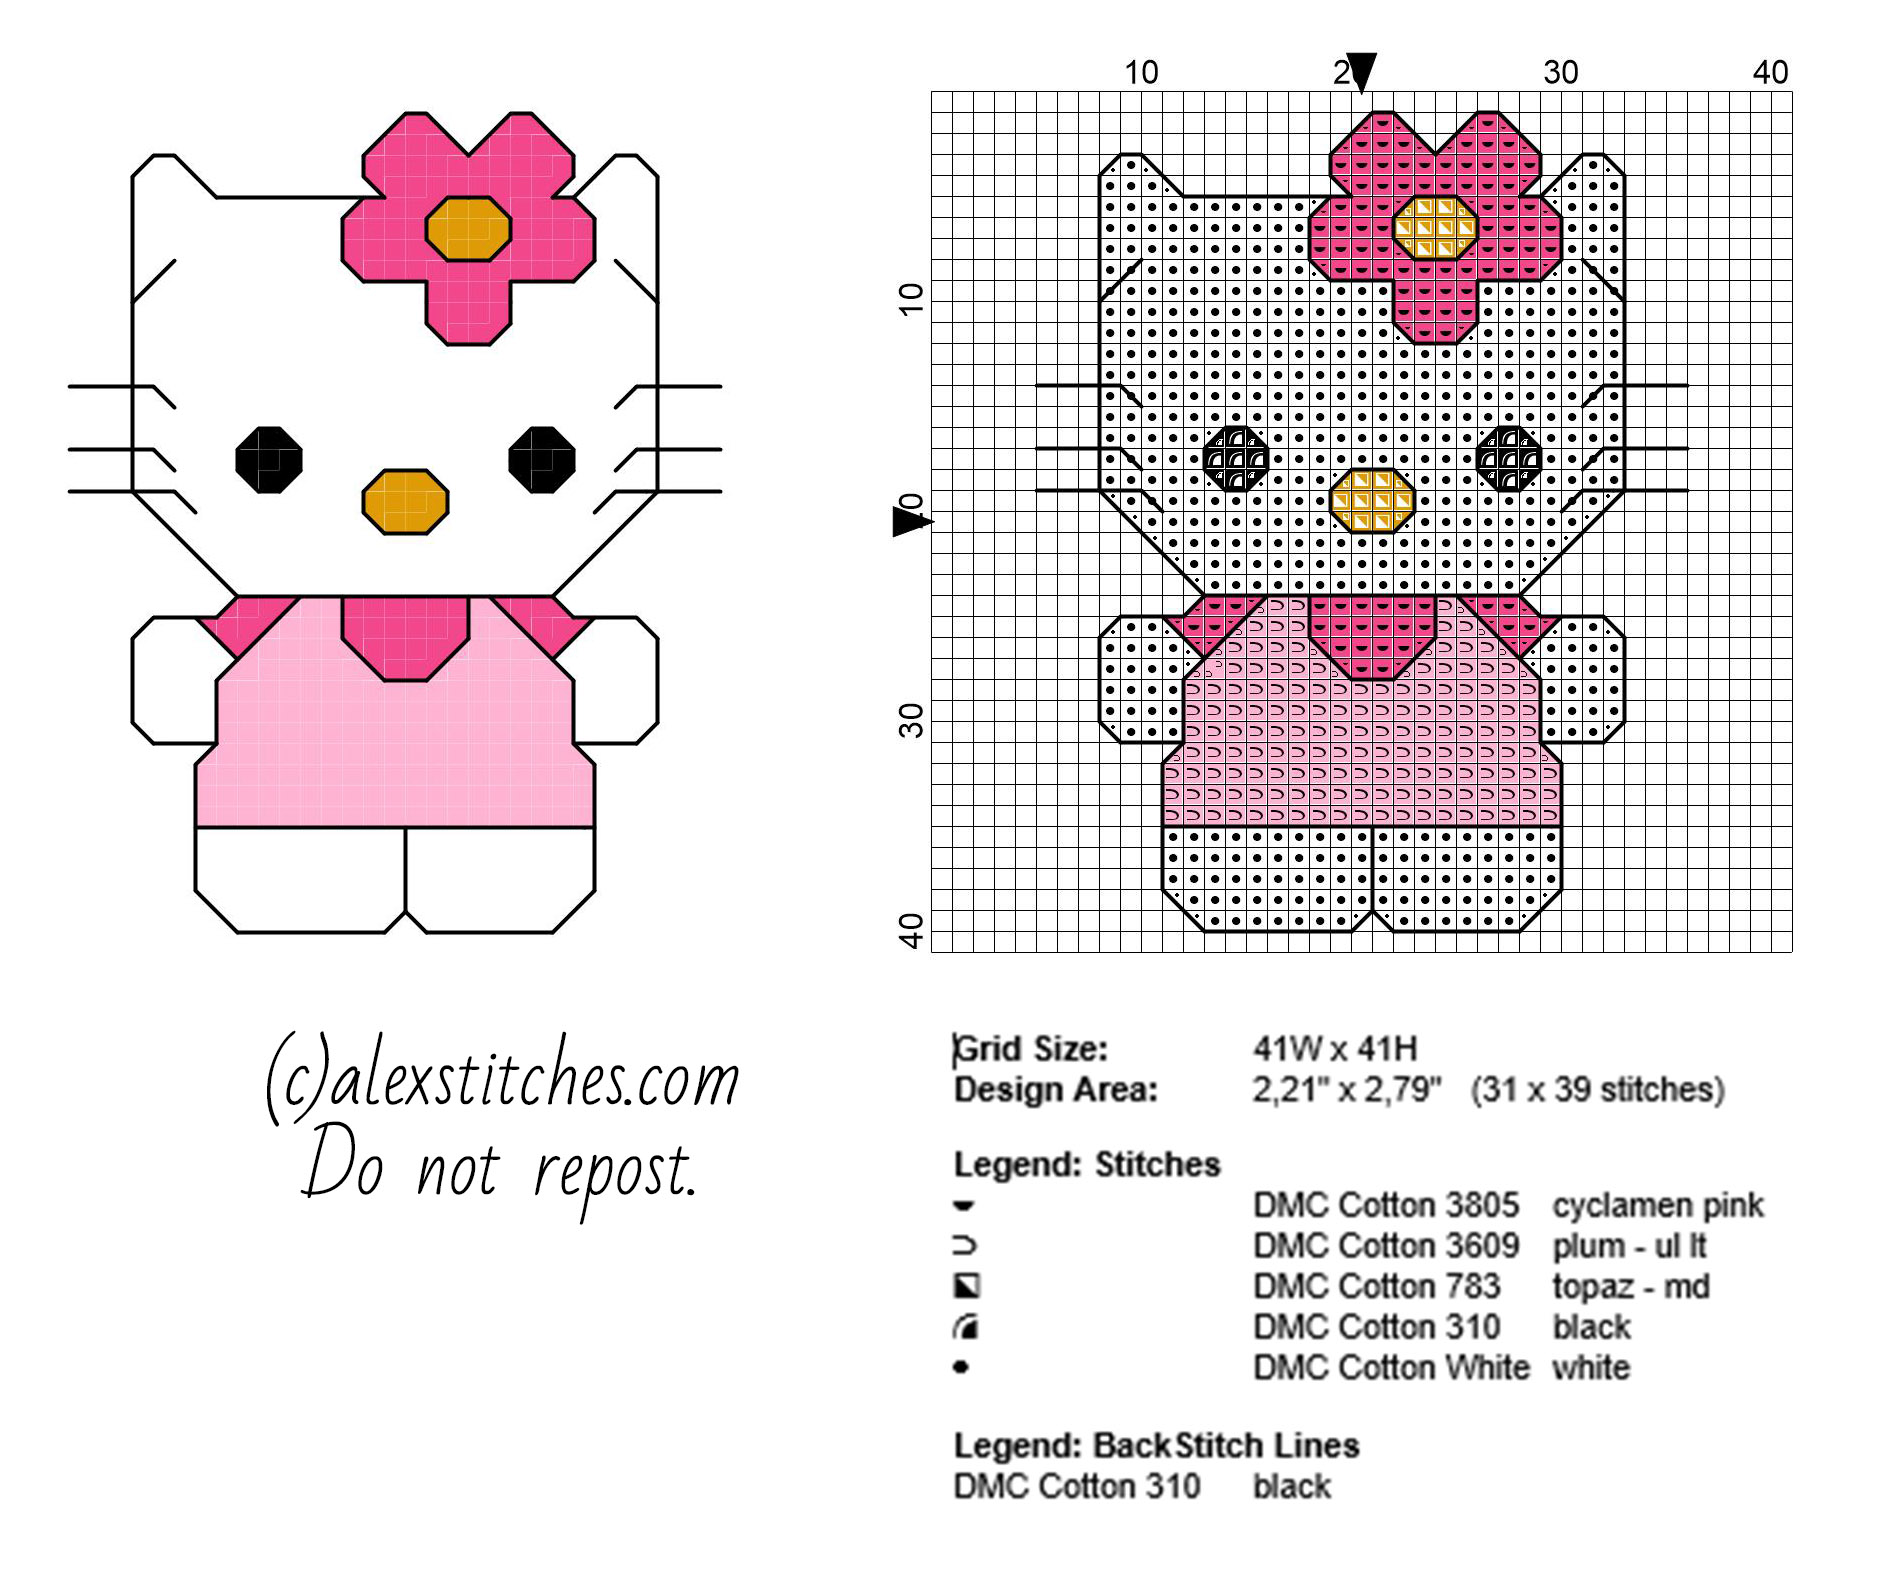 10 20 30 40
10
20
30
40
(c)alexstitches.com
Do not repost.
Grid Size: 41W x 41H
Design Area: 2,21" x 2,79" (31 x 39 stitches)
Legend: Stitches
DMC Cotton 3805 cyclamen pink
DMC Cotton 3609 plum - ul lt
DMC Cotton 783 topaz - md
DMC Cotton 310 black
DMC Cotton White white
Legend: BackStitch Lines
DMC Cotton 310 black